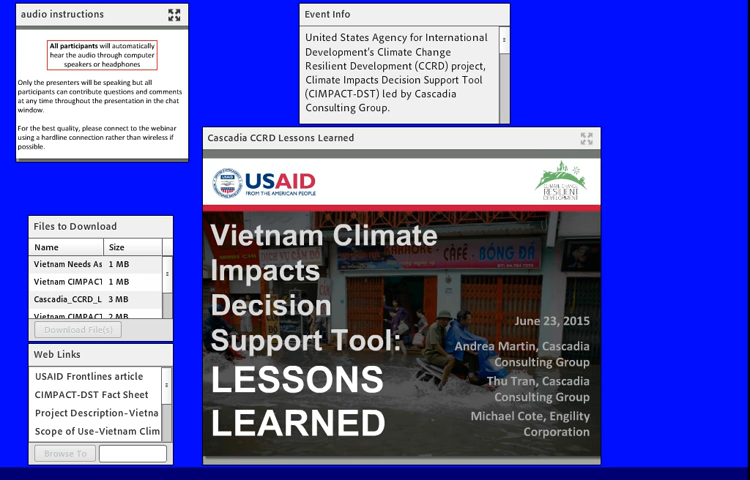 audio instructions
All participants will automatically
hear the audio through computer
speakers or headphones
Only the presenters will be speaking but all
participants can contribute questions and comments
at any time throughout the presentation in the chat
window.
For the best quality, please connect to the webinar
using a hardline connection rather than wireless if
possible.
Event Info
United States Agency for International
Development's Climate Change
Resilient Development (CCRD) project,
Climate Impacts Decision Support Tool
(CIMPACT-DST) led by Cascadia
Consulting Group.
Cascadia CCRD Lessons Learned
USAID
FROM THE AMERICAN PEOPLE
CLIMATE CHANGE
RESILIENT
DEVELOPMENT
CAFÊ - BÓNG ĐÁ
Vietnam Climate
Impacts
Decision
Support Tool:
LESSONS
LEARNED
June 23, 2015
Andrea Martin, Cascadia
Consulting Group
Thu Tran, Cascadia
Consulting Group
Michael Cote, Engility
Corporation
Files to Download
Name Size
Vietnam Needs As 1 MB
Vietnam CIMPACT 1 MB
Cascadia_CCRD_L 3 MB
Vietnam CIMPACT 2 MB
Download File(s)
Web Links
USAID Frontlines article
CIMPACT-DST Fact Sheet
Project Description-Vietna
Scope of Use-Vietnam Clim
Browse To